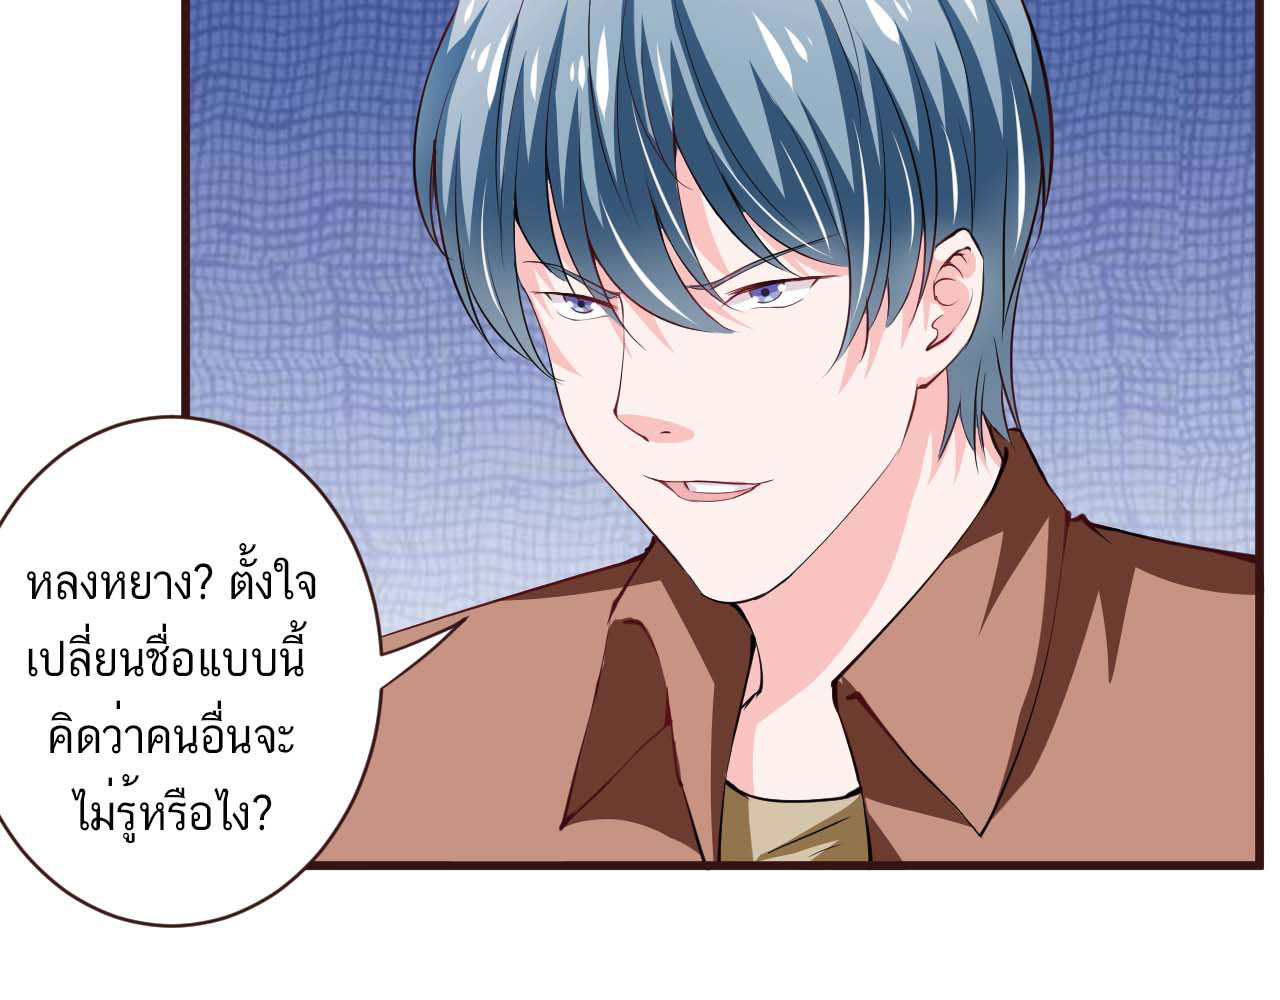 หลงหยาง? ตั้งใจ
เปลี่ยนชื่อแบบนี้
คิดว่าคนอื่นจะ
ไม่รู้หรือไง?